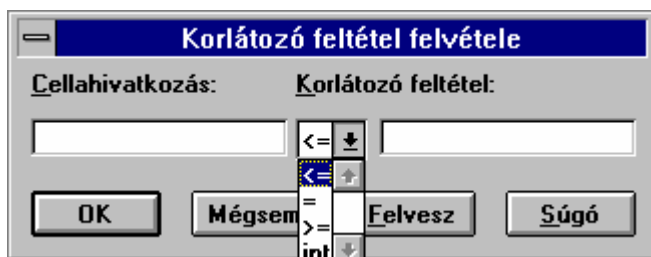 Korlátozó feltétel felvétele
Cellahivatkozás: Korlátozó feltétel:
<=
<=
=
>=
int
OK Mégsem Felvesz Súgó